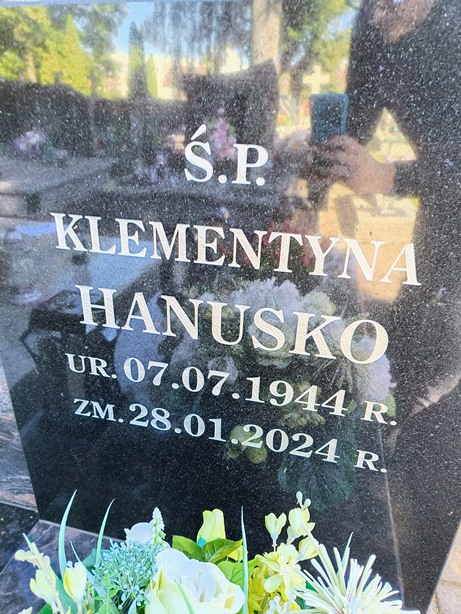 Ś.P.
KLEMENTYNA
HANUSKO
UR. 07.07.1944 R.
ZM. 28.01.2024 R.